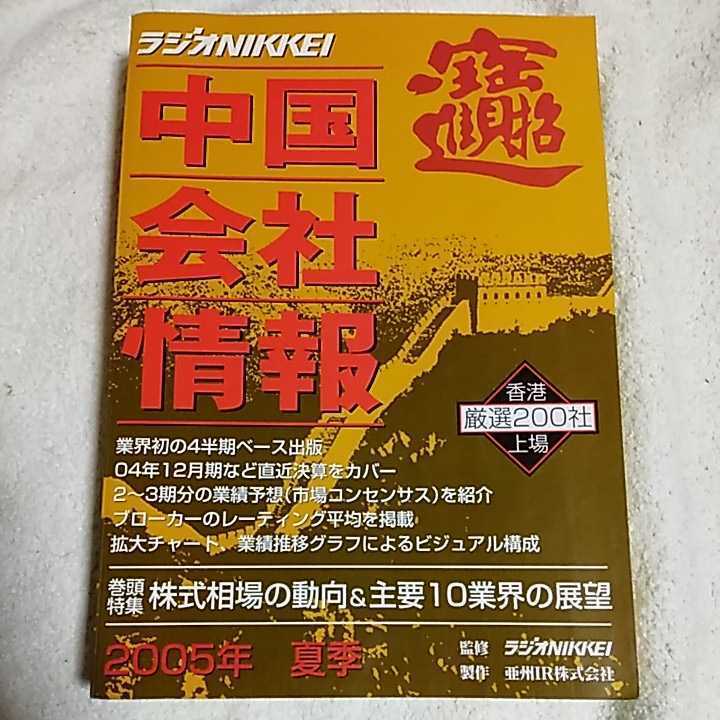 ラジオNIKKEI
中国
会社
情報
招財進寳
香港
厳選200社
上場
業界初の4半期ベース出版
04年12月期など直近決算をカバー
2～3期分の業績予想(市場コンセンサス)を紹介
ブローカーのレーティング平均を掲載
拡大チャート、業績推移グラフによるビジュアル構成
巻頭特集 株式相場の動向&主要10業界の展望
2005年 夏季
監修 ラジオNIKKEI
製作 亜州IR株式会社